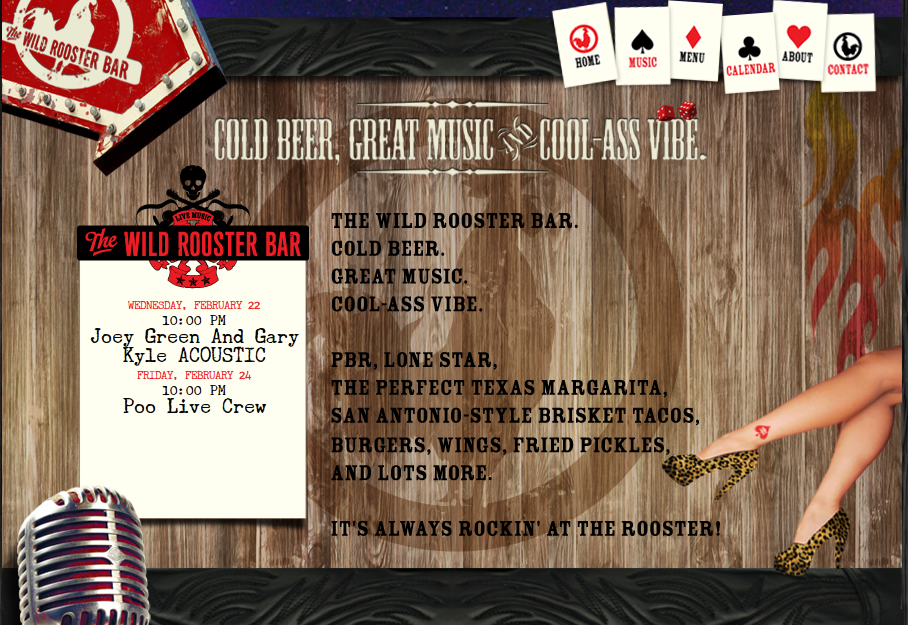 The WILD ROOSTER BAR
HOME
MUSIC
MENU
CALENDAR
ABOUT
CONTACT
COLD BEER, GREAT MUSIC AND COOL-ASS VIBE.
LIVE MUSIC
The WILD ROOSTER BAR
WEDNESDAY, FEBRUARY 22
10:00 PM
Joey Green And Gary
Kyle ACOUSTIC
FRIDAY, FEBRUARY 24
10:00 PM
Poo Live Crew
THE WILD ROOSTER BAR.
COLD BEER.
GREAT MUSIC.
COOL-ASS VIBE.
PBR, LONE STAR,
THE PERFECT TEXAS MARGARITA,
SAN ANTONIO-STYLE BRISKET TACOS,
BURGERS, WINGS, FRIED PICKLES,
AND LOTS MORE.
IT'S ALWAYS ROCKIN' AT THE ROOSTER!